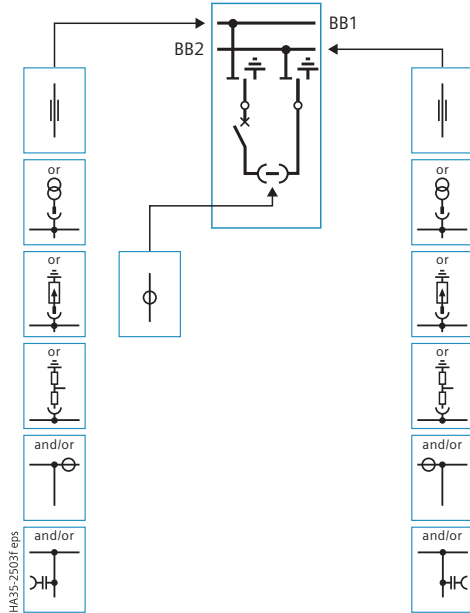 BB1
BB2
or
or
or
or
or
or
and/or
and/or
and/or
and/or
HA35-2503f eps